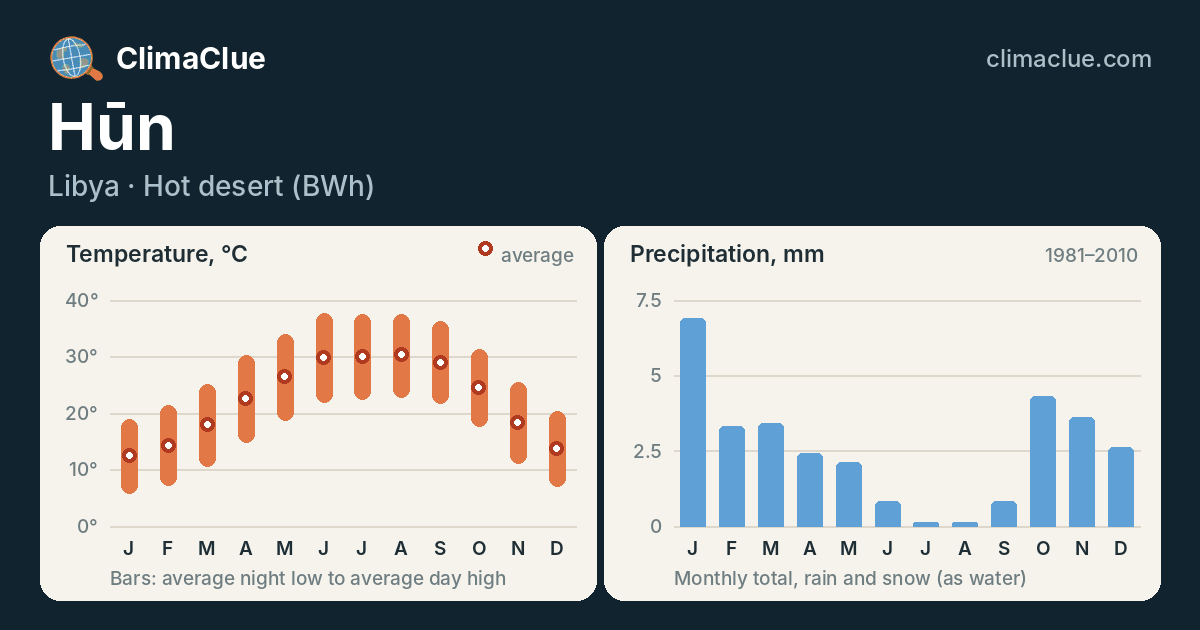 ClimaClue
climaclue.com
Hūn
Libya · Hot desert (BWh)
Temperature, °C
average
40°
30°
20°
10°
0°
J F M A M J J A S O N D
Bars: average night low to average day high
Precipitation, mm
1981–2010
7.5
5
2.5
0
J F M A M J J A S O N D
Monthly total, rain and snow (as water)